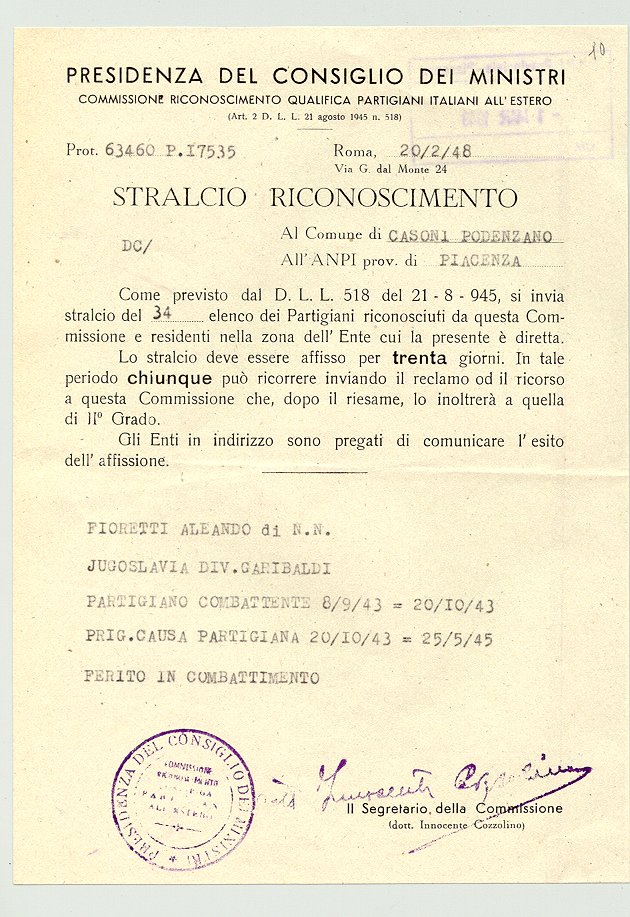 10
PRESIDENZA DEL CONSIGLIO DEI MINISTRI
COMMISSIONE RICONOSCIMENTO QUALIFICA PARTIGIANI ITALIANI ALL'ESTERO
(Art. 2 D. L. L. 21 agosto 1945 n. 518)
Prot. 63460 P.I7535 Roma, 20/2/48
Via G. dal Monte 24
STRALCIO RICONOSCIMENTO
Al Comune di CASONI PODENZANO
DC/
All'ANPI prov. di PIACENZA
Come previsto dal D. L. L. 518 del 21 - 8 - 945, si invia
stralcio del 34 elenco dei Partigiani riconosciuti da questa Com-
missione e residenti nella zona dell' Ente cui la presente è diretta.
Lo stralcio deve essere affisso per trenta giorni. In tale
periodo chiunque può ricorrere inviando il reclamo od il ricorso
a questa Commissione che, dopo il riesame, lo inoltrerà a quella
di IIº Grado.
Gli Enti in indirizzo sono pregati di comunicare l' esito
dell' affissione.
FIORETTI ALEANDO di N.N.
JUGOSLAVIA DIV.GARIBALDI
PARTIGIANO COMBATTENTE 8/9/43 = 20/IO/43
PRIG.CAUSA PARTIGIANA 20/IO/43 = 25/5/45
FERITO IN COMBATTIMENTO
PRESIDENZA DEL CONSIGLIO DEI MINISTRI
COMMISSIONE
ALL'ESTERO
Innocente Cozzolino
Il Segretario della Commissione
(dott. Innocente Cozzolino)